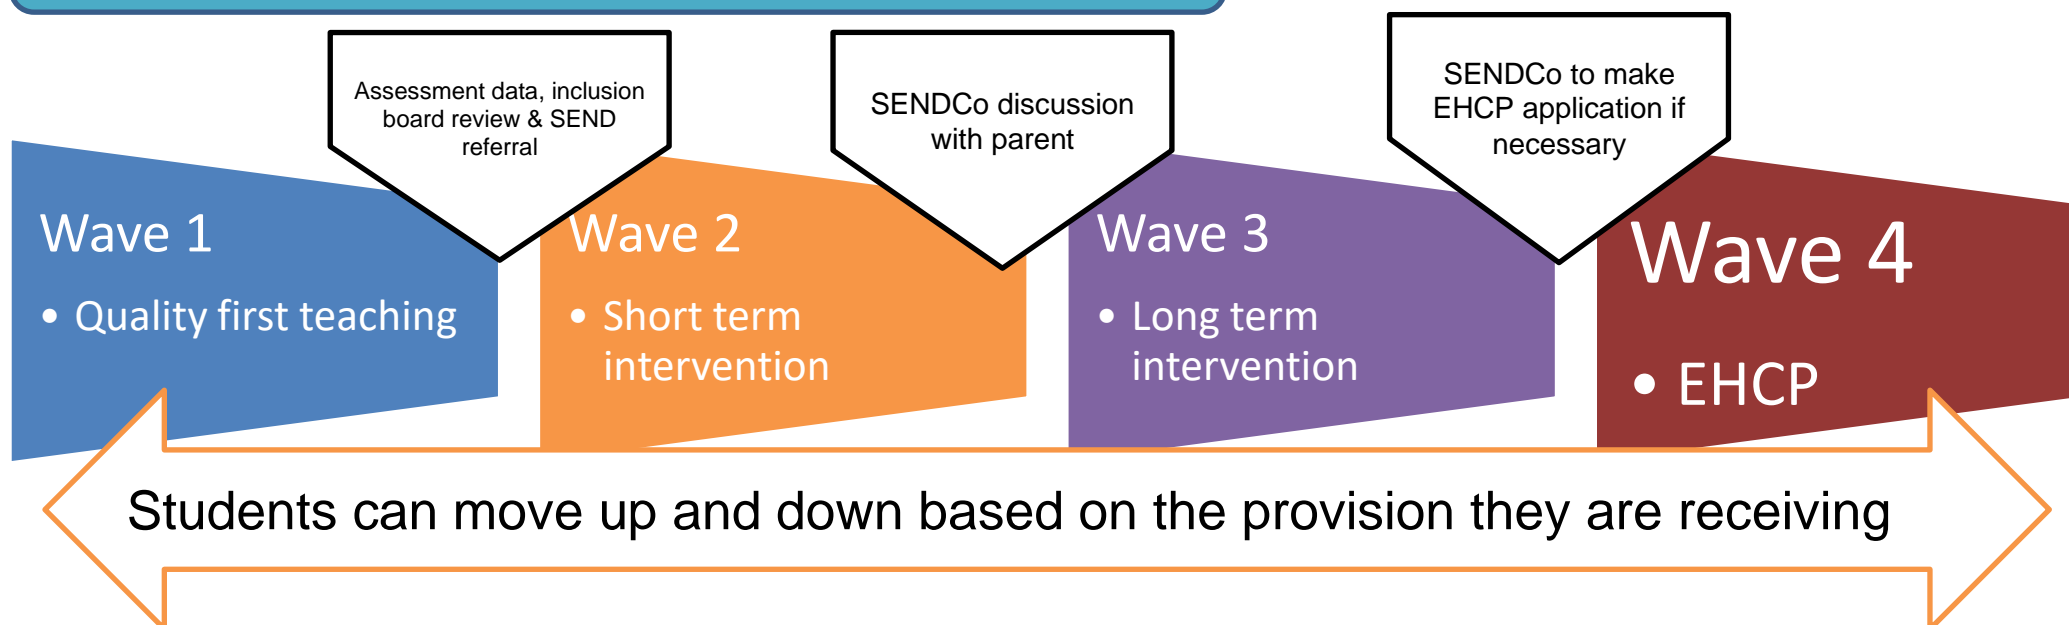 Assessment data, inclusion
board review & SEND
referral
SENDCo discussion
with parent
SENDCo to make
EHCP application if
necessary
Wave 1
• Quality first teaching
Wave 2
• Short term
intervention
Wave 3
• Long term
intervention
Wave 4
• EHCP
Students can move up and down based on the provision they are receiving